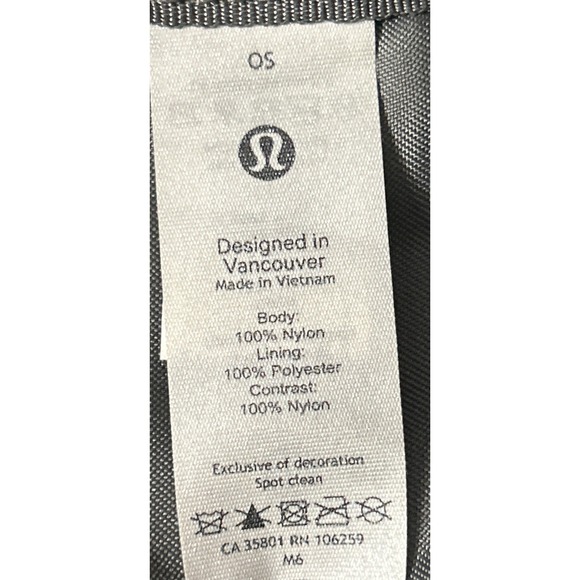 OS
Designed in
Vancouver
Made in Vietnam
Body:
100% Nylon
Lining:
100% Polyester
Contrast:
100% Nylon
Exclusive of decoration
Spot clean
CA 35801 RN 106259
M6